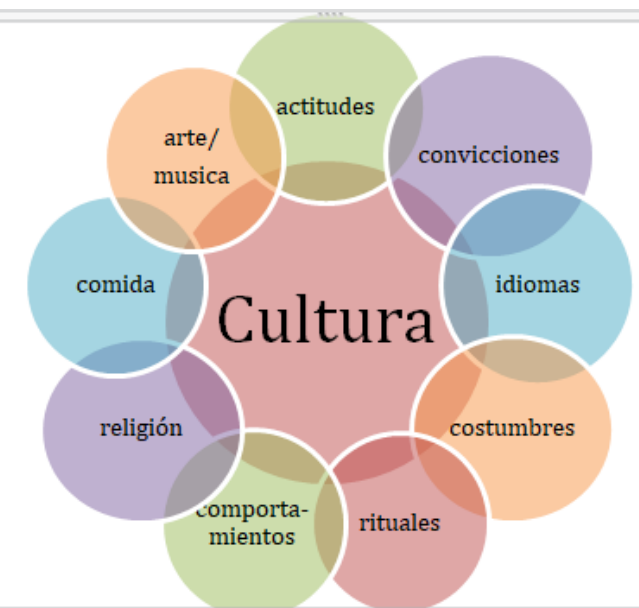 actitudes
convicciones
idiomas
costumbres
rituales
comporta-
mientos
religión
comida
arte/
musica
Cultura